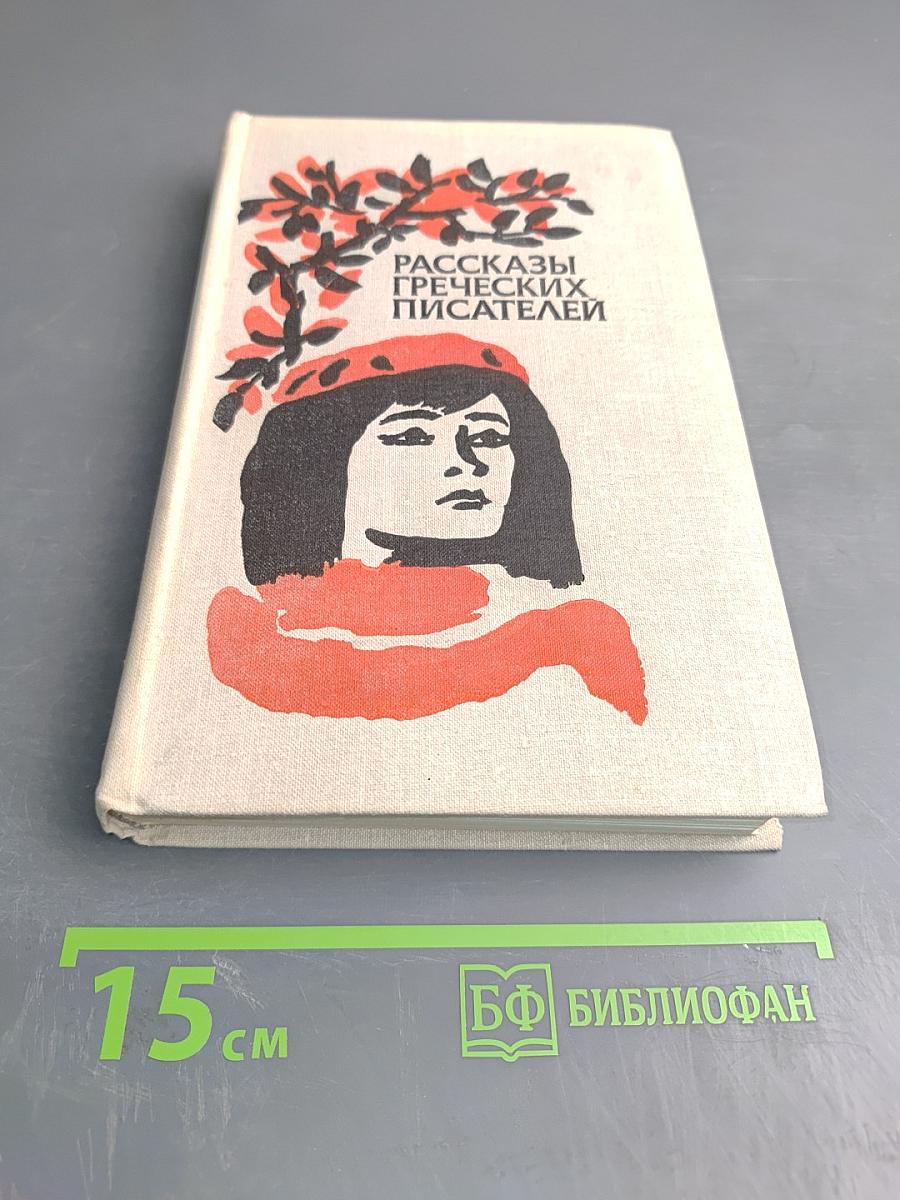 РАССКАЗЫ
ГРЕЧЕСКИХ
ПИСАТЕЛЕЙ
15 см
БФ БИБЛИОФАН